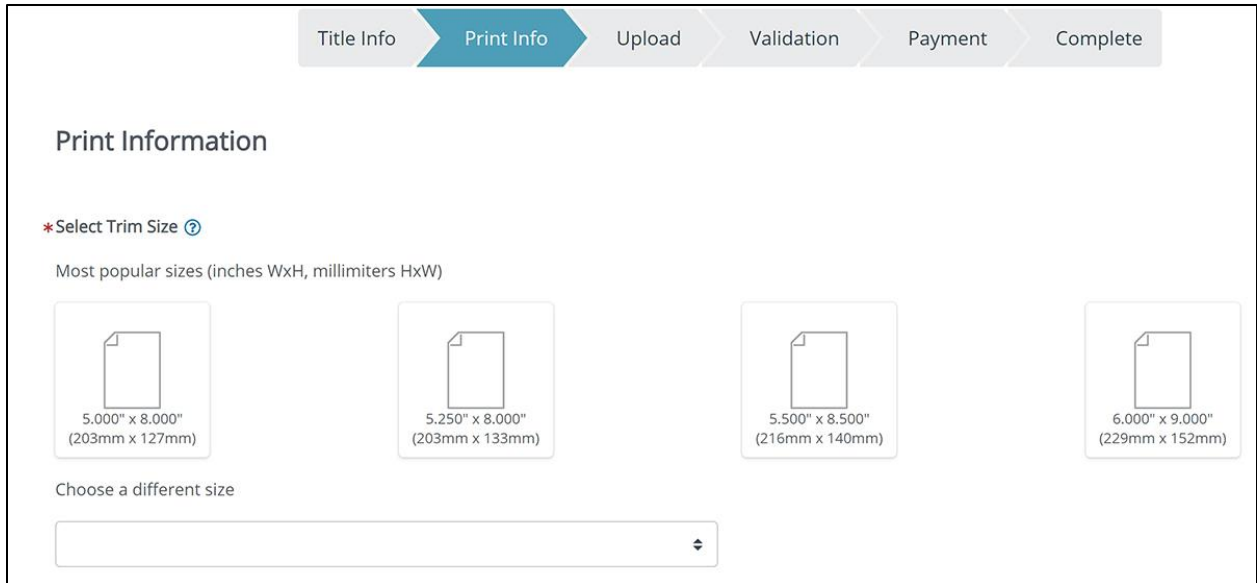 Title Info Print Info Upload Validation Payment Complete
Print Information
*Select Trim Size ?
Most popular sizes (inches WxH, millimiters HxW)
5.000" x 8.000" 5.250" x 8.000" 5.500" x 8.500" 6.000" x 9.000"
(203mm x 127mm) (203mm x 133mm) (216mm x 140mm) (229mm x 152mm)
Choose a different size